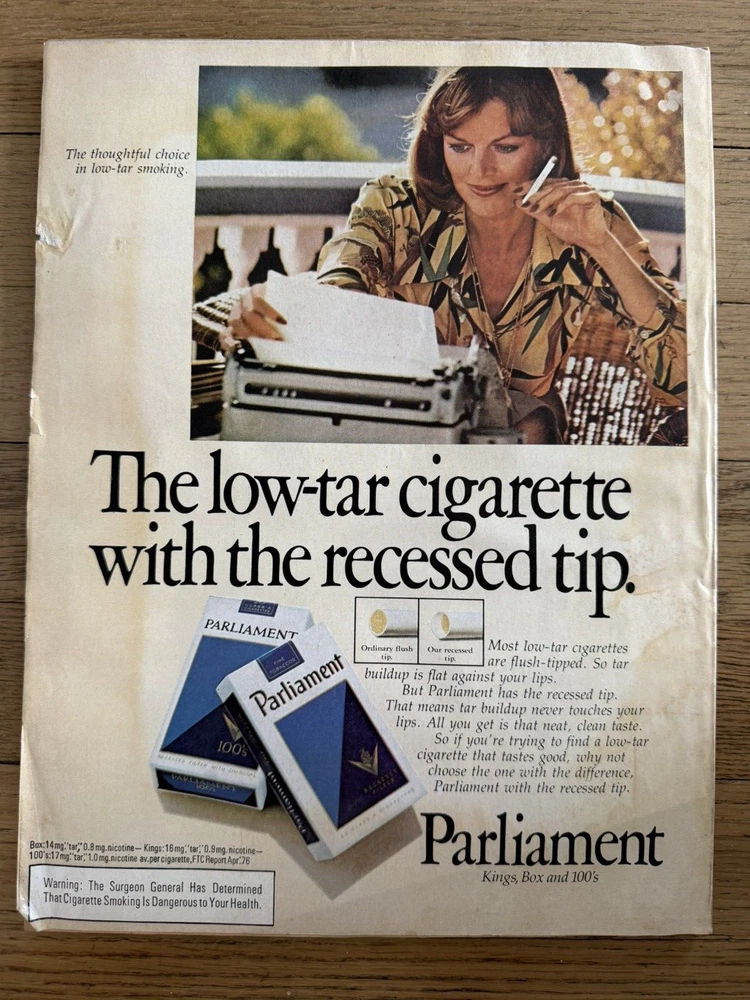 The thoughtful choice
in low-tar smoking.
The low-tar cigarette
with the recessed tip.
PARLIAMENT
100's
PARLIAMENT
100's
Parliament
Ordinary flush
tip.
Our recessed
tip.
Most low-tar cigarettes
are flush-tipped. So tar
buildup is flat against your lips.
But Parliament has the recessed tip.
That means tar buildup never touches your
lips. All you get is that neat, clean taste.
So if you're trying to find a low-tar
cigarette that tastes good, why not
choose the one with the difference,
Parliament with the recessed tip.
Parliament
Kings, Box and 100's
Box:14 mg.“tar,”0.8 mg.nicotine—Kings:16 mg.“tar,”0.9 mg.nicotine—
100's:17 mg.“tar,”1.0 mg.nicotine av.per cigarette,FTC Report Apr.'76
Warning: The Surgeon General Has Determined
That Cigarette Smoking Is Dangerous to Your Health.